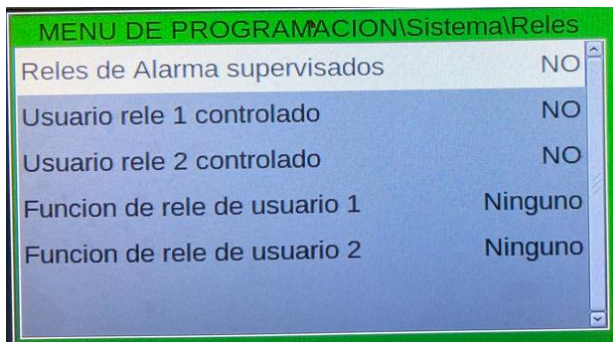 MENU DE PROGRAMACION\Sistema\Reles
Reles de Alarma supervisados NO
Usuario rele 1 controlado NO
Usuario rele 2 controlado NO
Funcion de rele de usuario 1 Ninguno
Funcion de rele de usuario 2 Ninguno